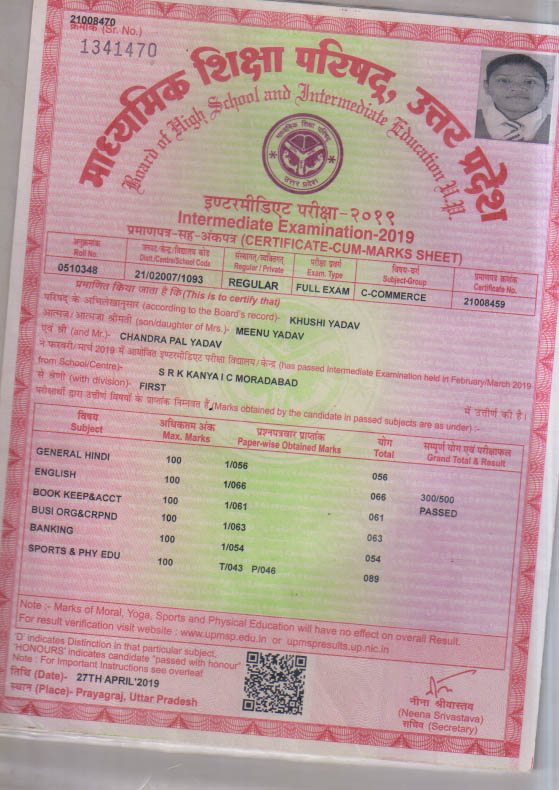 21008470
क्रमांक (Sr. No.)
1341470
माध्यमिक शिक्षा परिषद्, उत्तर प्रदेश
Board of High School and Intermediate Education U.P.
माध्यमिक शिक्षा परिषद्
उत्तर प्रदेश
इण्टरमीडिएट परीक्षा-२०१९
Intermediate Examination-2019
प्रमाणपत्र-सह-अंकपत्र (CERTIFICATE-CUM-MARKS SHEET)
अनुक्रमांक जनपद/केन्द्र/विद्यालय कोड संस्थागत/व्यक्तिगत परीक्षा प्रकार विषय-वर्ग प्रमाणपत्र क्रमांक
Roll No. Distt./Centre/School Code Regular / Private Exam. Type Subject-Group Certificate No.
0510348 21/02007/1093 REGULAR FULL EXAM C-COMMERCE 21008459
प्रमाणित किया जाता है कि (This is to certify that)
परिषद के अभिलेखानुसार (according to the Board's record)- KHUSHI YADAV
आत्मज/आत्मजा श्रीमती (son/daughter of Mrs.)- MEENU YADAV
एवं श्री (and Mr.)- CHANDRA PAL YADAV
ने फरवरी/मार्च 2019 में आयोजित इण्टरमीडिएट परीक्षा विद्यालय/केन्द्र (has passed Intermediate Examination held in February/March 2019
from School/Centre)- S R K KANYA I C MORADABAD
से श्रेणी (with division)- FIRST में उत्तीर्ण की है।
परीक्षार्थी द्वारा उत्तीर्ण विषयों के प्राप्तांक निम्नवत् हैं (Marks obtained by the candidate in passed subjects are as under) :-
विषय अधिकतम अंक प्रश्नपत्रवार प्राप्तांक योग सम्पूर्ण योग एवं परीक्षाफल
Subject Max. Marks Paper-wise Obtained Marks Total Grand Total & Result
GENERAL HINDI 100 1/056 056
ENGLISH 100 1/066 066 300/500
BOOK KEEP&ACCT 100 1/061 061 PASSED
BUSI ORG&CRPND 100 1/063 063
BANKING 100 1/054 054
SPORTS & PHY EDU 100 T/043 P/046 089
Note :- Marks of Moral, Yoga, Sports and Physical Education will have no effect on overall Result.
For result verification visit website : www.upmsp.edu.in or upmspresults.up.nic.in
'D' indicates Distinction in that particular subject.
'HONOURS' indicates candidate "passed with honour"
Note : For Important Instructions see overleaf
तिथि (Date)- 27TH APRIL'2019
स्थान (Place)- Prayagraj, Uttar Pradesh
नीना श्रीवास्तव
(Neena Srivastava)
सचिव (Secretary)